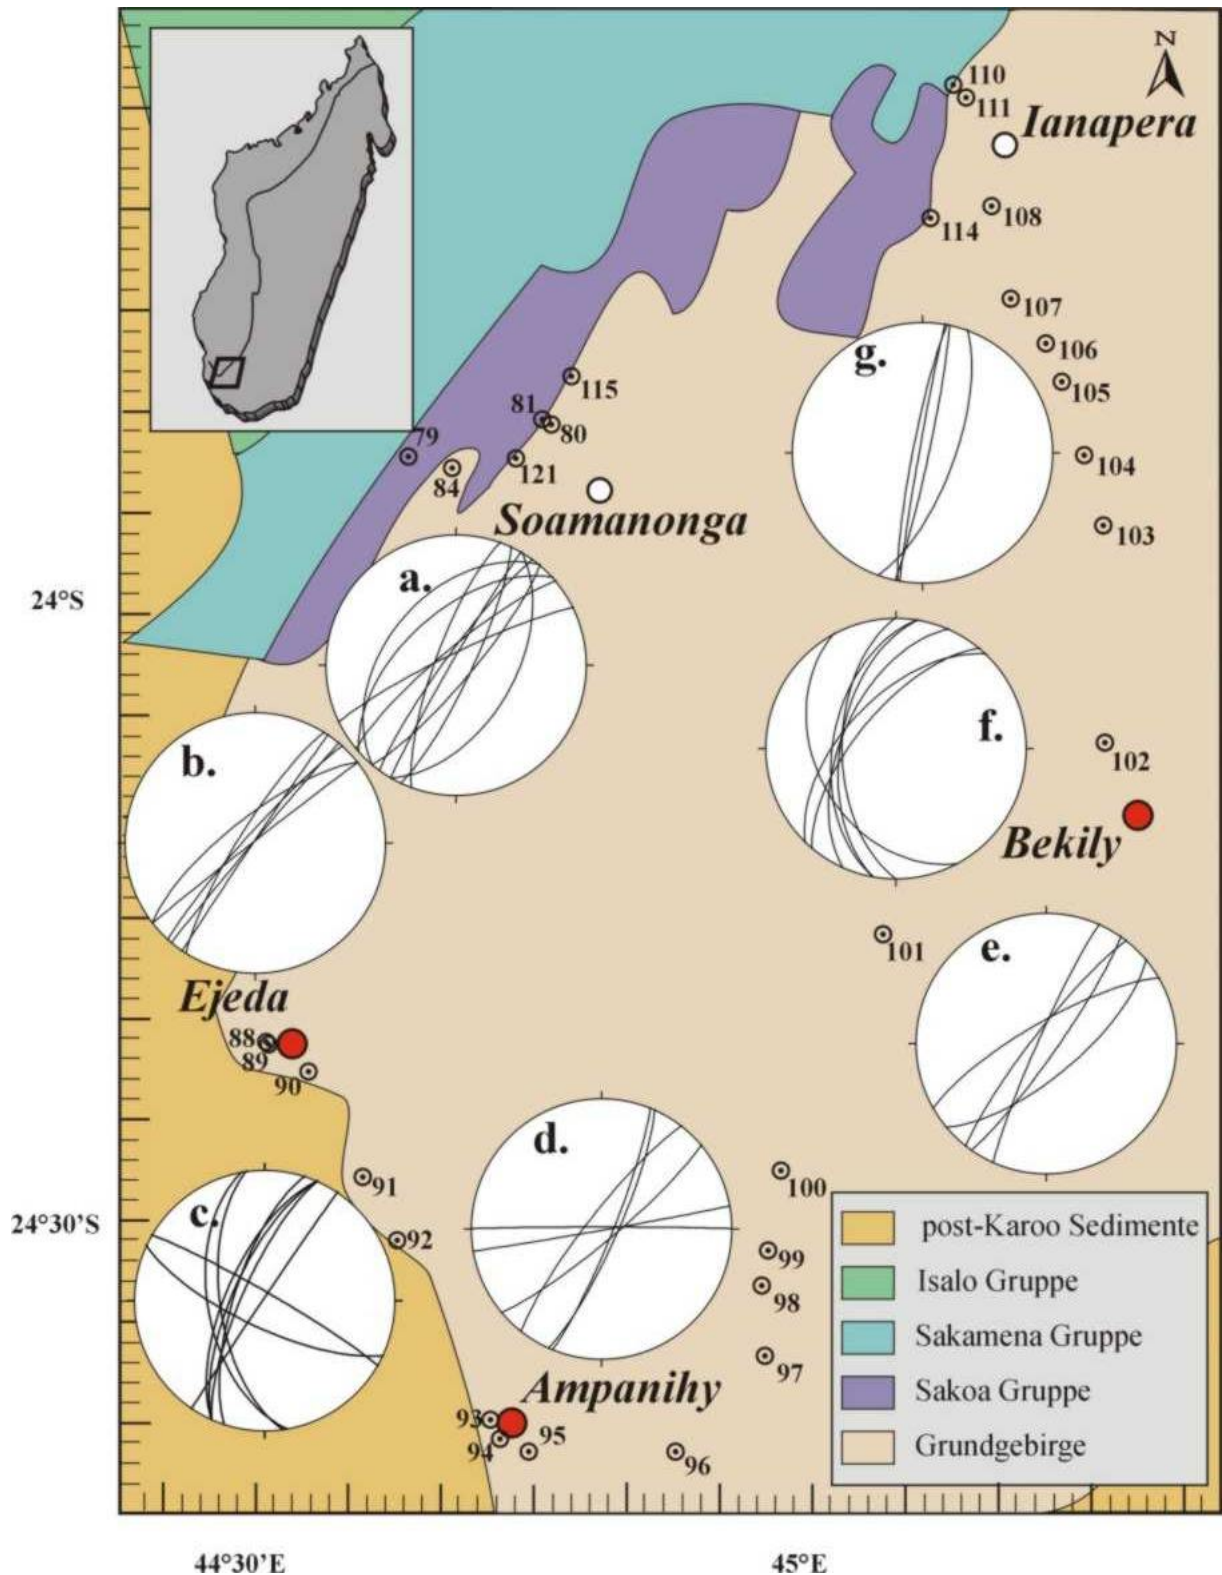 N
110
111
Ianapera
108
114
107
g.
106
105
115
81
80
79
104
84
121
Soamanonga
103
a.
24°S
f.
b.
102
Bekily
101
e.
Ejeda
88
89
90
d.
100
91
c.
92
24°30'S
99
98
97
post-Karoo Sedimente
Isalo Gruppe
Sakamena Gruppe
Sakoa Gruppe
Grundgebirge
Ampanihy
93
94
95
96
44°30'E
45°E